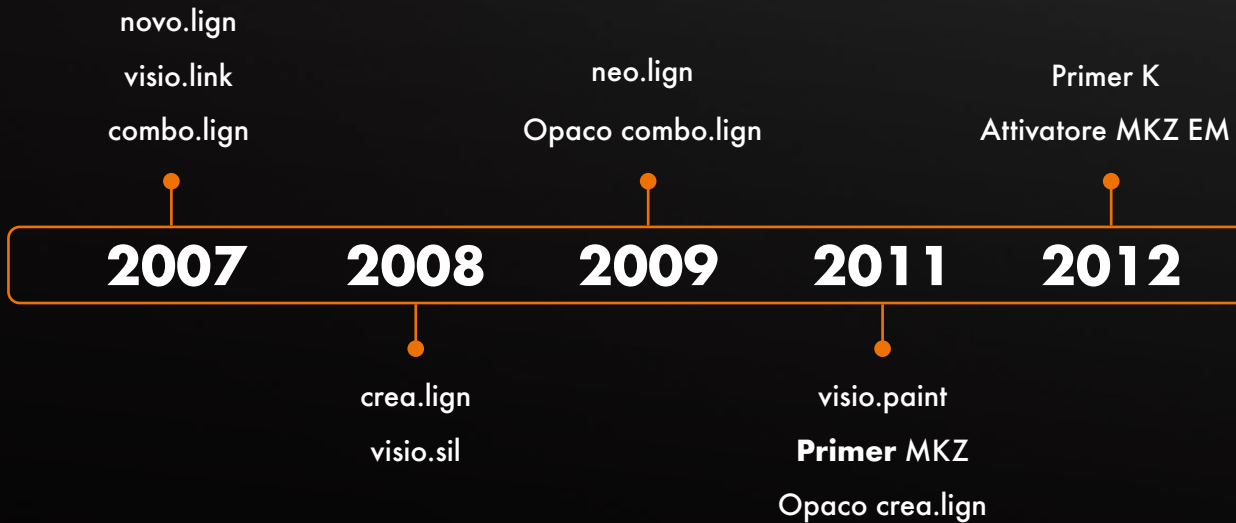 novo.lign
visio.link
combo.lign
neo.lign
Opaco combo.lign
Primer K
Attivatore MKZ EM
2007
2008
2009
2011
2012
crea.lign
visio.sil
visio.paint
Primer MKZ
Opaco crea.lign